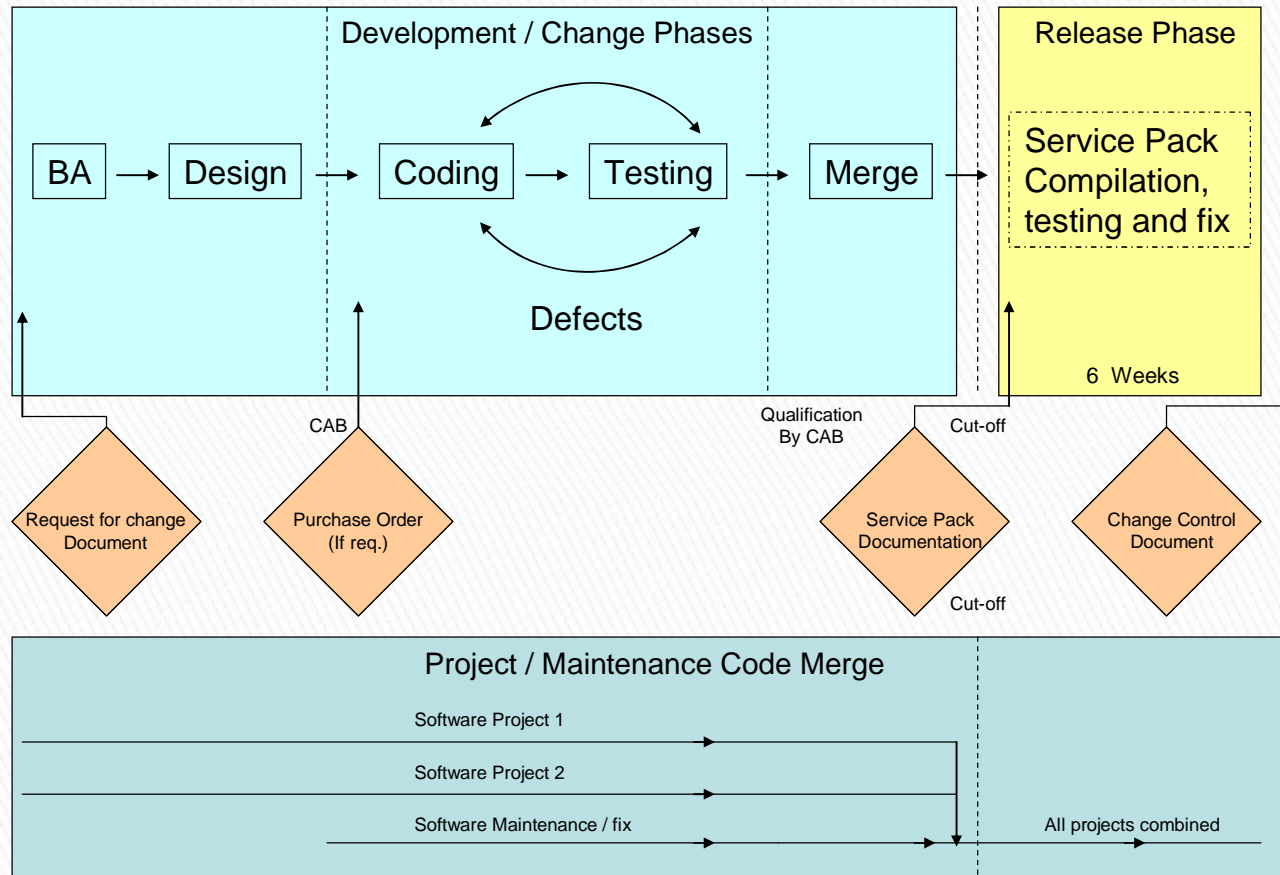 Development / Change Phases
Release Phase
BA
Design
Coding
Testing
Merge
Service Pack
Compilation,
testing and fix
Defects
6 Weeks
CAB
Qualification
By CAB
Cut-off
Request for change
Document
Purchase Order
(If req.)
Service Pack
Documentation
Change Control
Document
Cut-off
Project / Maintenance Code Merge
Software Project 1
Software Project 2
Software Maintenance / fix
All projects combined